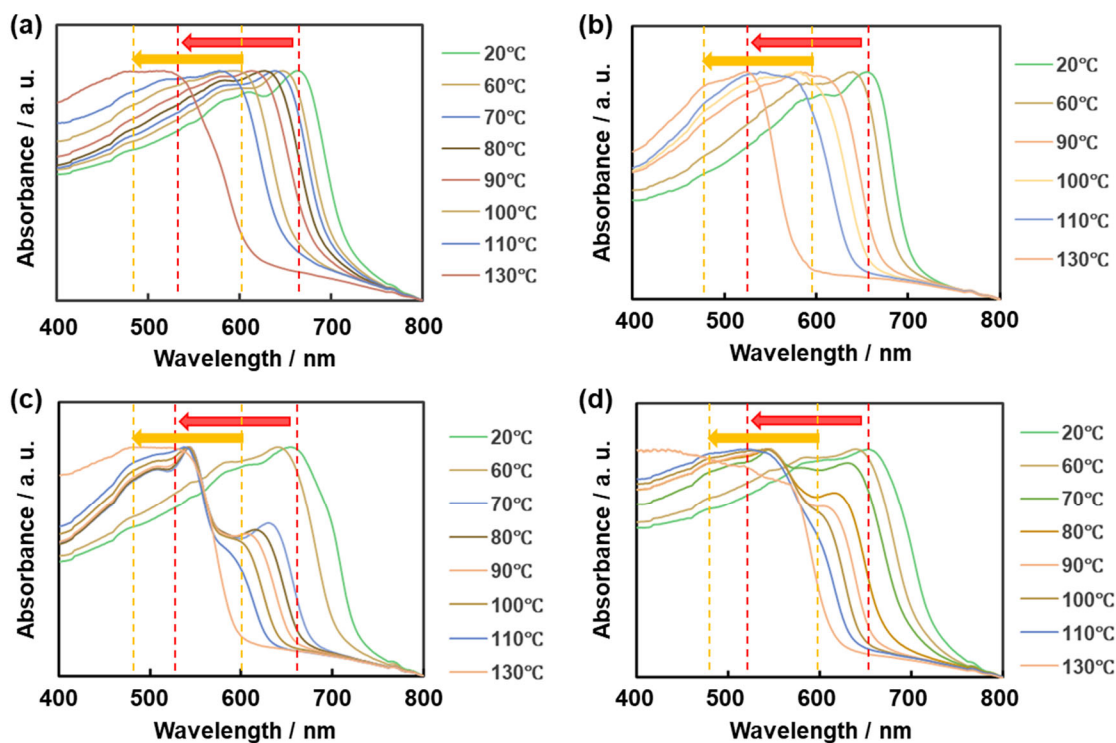 (a)
Absorbance / a. u.
400 500 600 700 800
Wavelength / nm
20℃
60℃
70℃
80℃
90℃
100℃
110℃
130℃
(b)
Absorbance / a. u.
400 500 600 700 800
Wavelength / nm
20℃
60℃
90℃
100℃
110℃
130℃
(c)
Absorbance / a. u.
400 500 600 700 800
Wavelength / nm
20℃
60℃
70℃
80℃
90℃
100℃
110℃
130℃
(d)
Absorbance / a. u.
400 500 600 700 800
Wavelength / nm
20℃
60℃
70℃
80℃
90℃
100℃
110℃
130℃